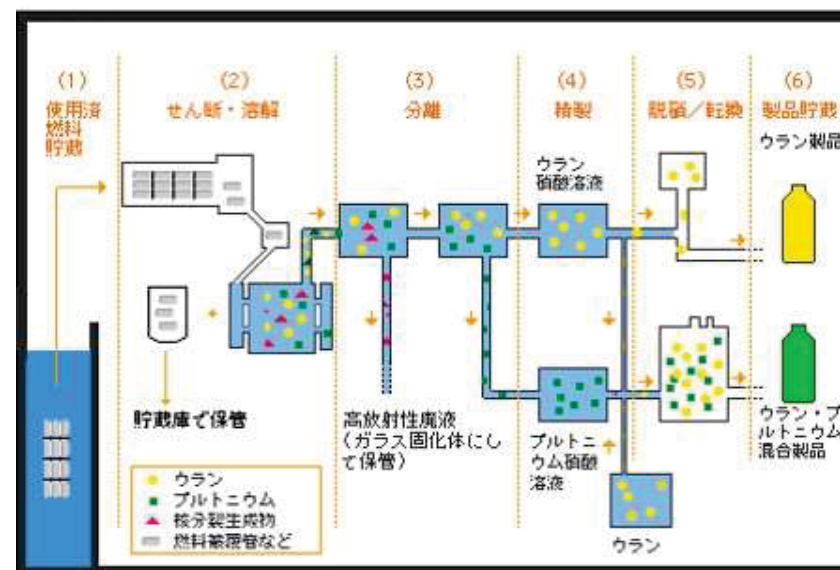 (1)
使用済
燃料
貯蔵
(2)
せん断・溶解
(3)
分離
(4)
精製
(5)
脱硝/転換
(6)
製品貯蔵
ウラン製品
ウラン
硝酸溶液
貯蔵庫で保管
高放射性廃液
(ガラス固化体にし
て保管)
プルトニ
ウム硝酸
溶液
ウラン・プ
ルトニウム
混合製品
ウラン
ウラン
プルトニウム
核分裂生成物
燃料被覆管など